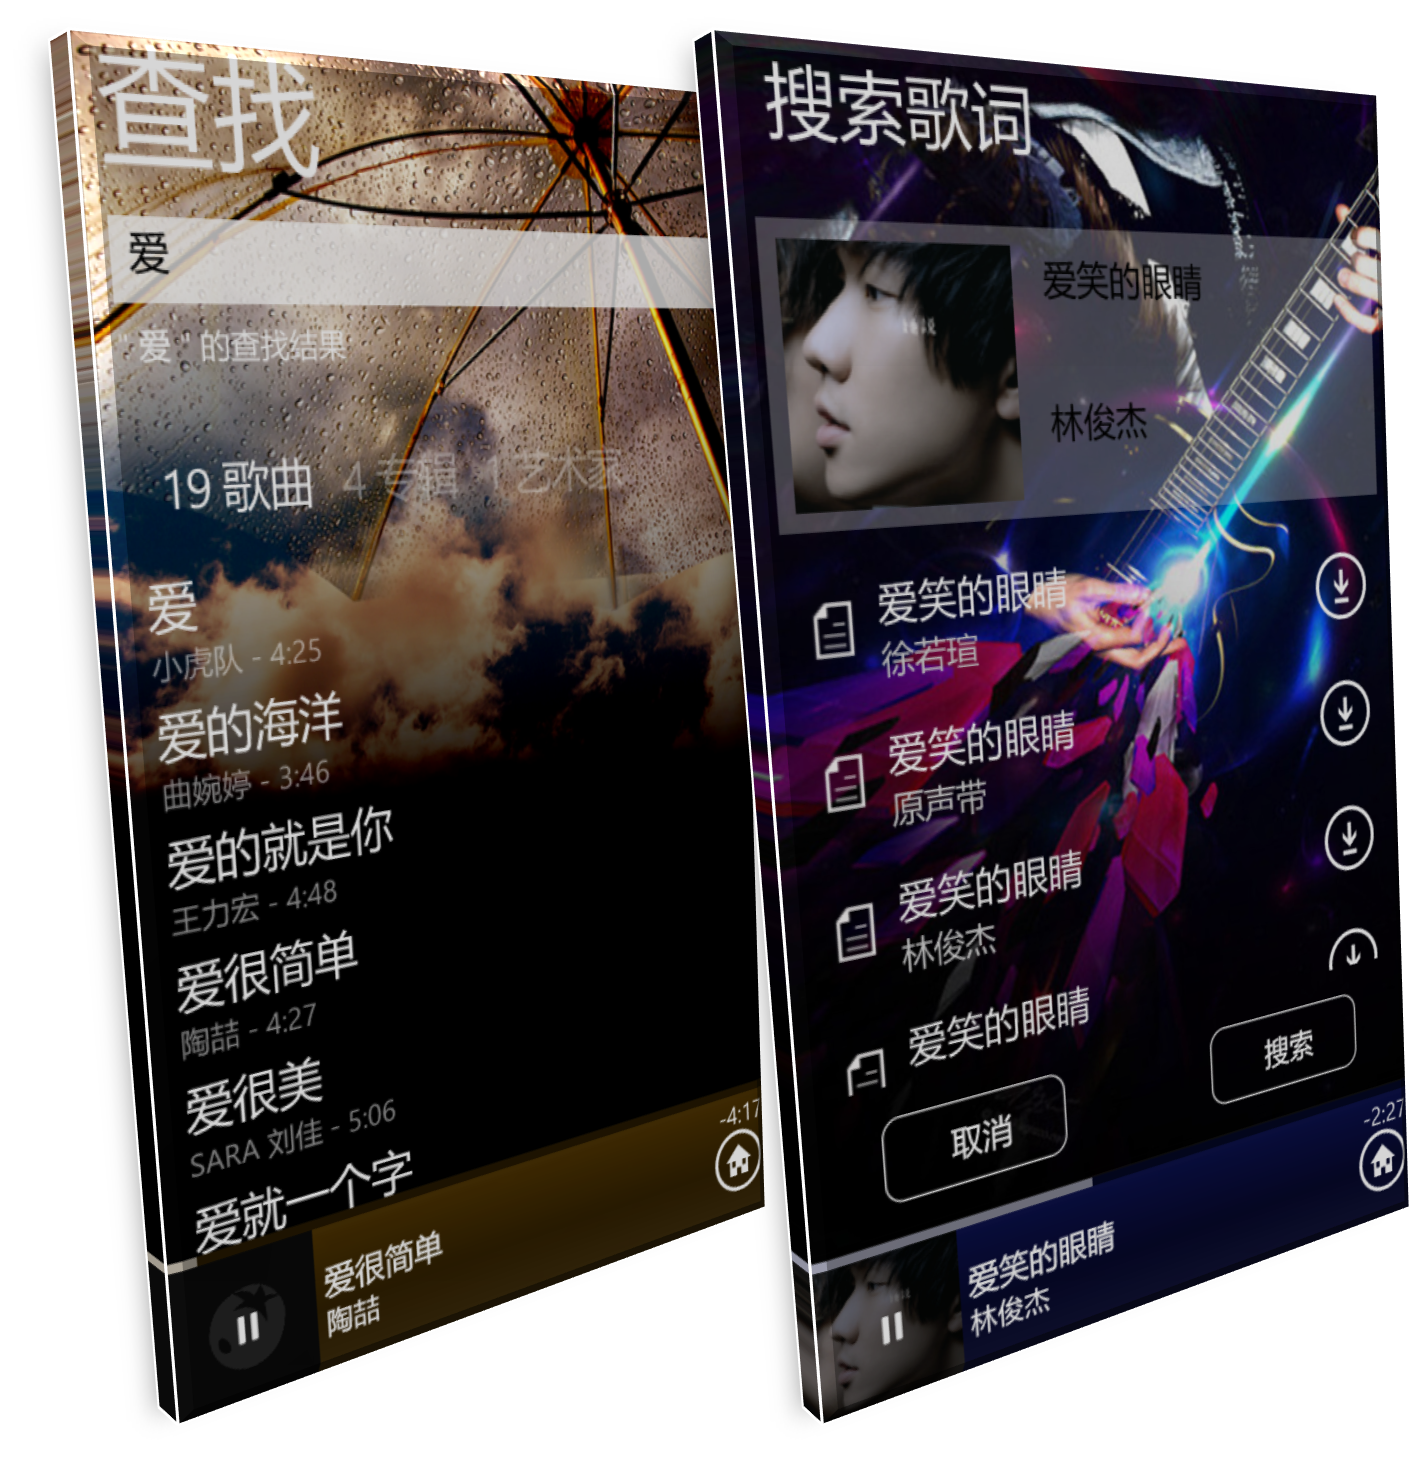 查找
爱
" 爱 " 的查找结果
19 歌曲 4 专辑 1 艺术家
爱
小虎队 - 4:25
爱的海洋
曲婉婷 - 3:46
爱的就是你
王力宏 - 4:48
爱很简单
陶喆 - 4:27
爱很美
SARA 刘佳 - 5:06
爱就一个字
-4:17
爱很简单
陶喆
搜索歌词
爱笑的眼睛
林俊杰
爱笑的眼睛
徐若瑄
爱笑的眼睛
原声带
爱笑的眼睛
林俊杰
爱笑的眼睛
取消
搜索
-2:27
爱笑的眼睛
林俊杰